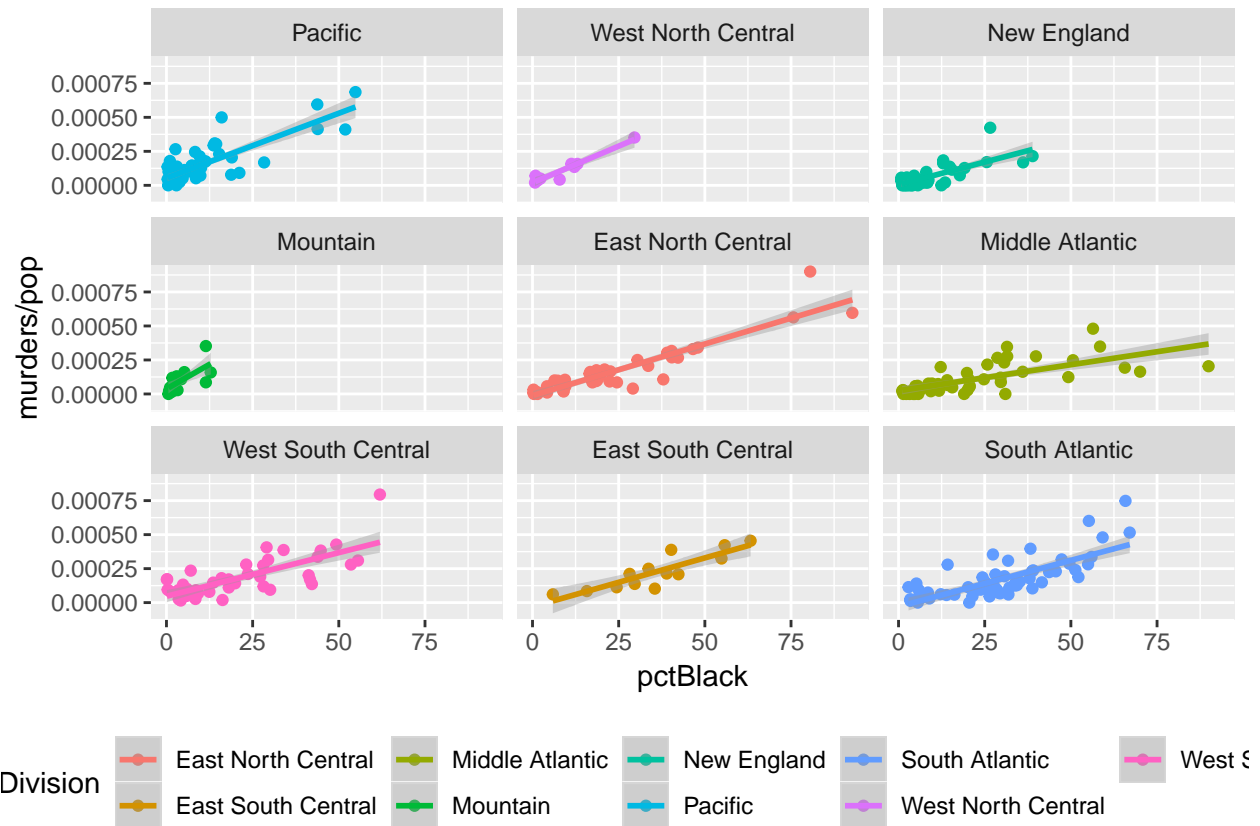 Pacific West North Central New England
0.00075
0.00050
0.00025
0.00000
Mountain East North Central Middle Atlantic
0.00075
0.00050
0.00025
0.00000
West South Central East South Central South Atlantic
0.00075
0.00050
0.00025
0.00000
0 25 50 75 0 25 50 75 0 25 50 75
murders/pop
pctBlack
Division
East North Central Middle Atlantic New England South Atlantic West S
East South Central Mountain Pacific West North Central